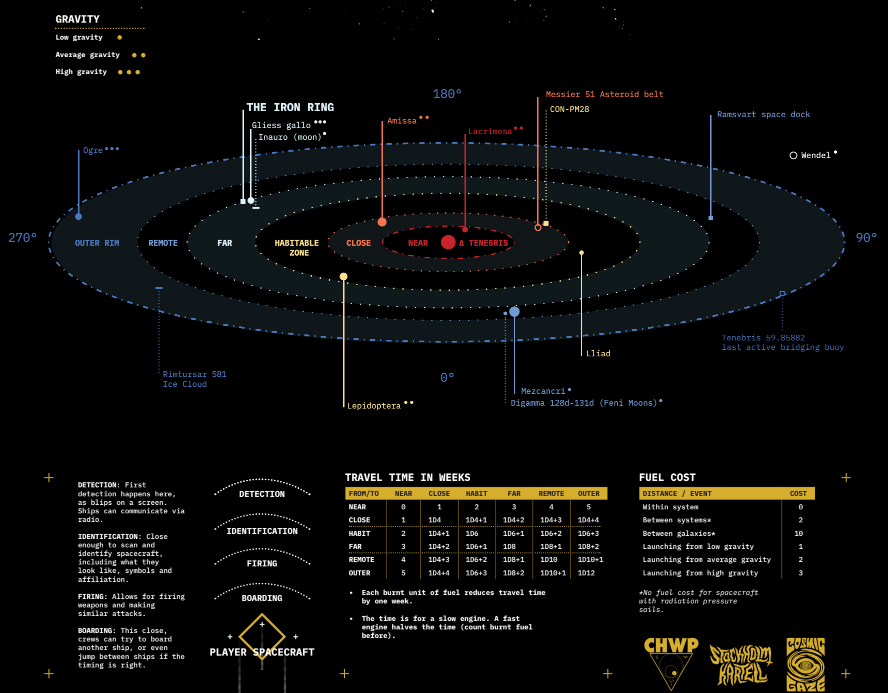 GRAVITY
Low gravity
Average gravity
High gravity
180°
Messier 51 Asteroid belt
THE IRON RING
CON-PM28
Gliess gallo
Amissa
Ramsvart space dock
Inauro (moon)
Lacrimosa
Ogre
Wendel
270°
OUTER RIM
REMOTE
FAR
HABITABLE
ZONE
CLOSE
NEAR
Δ TENEBRIS
90°
Tenebris 59.85882
last active bridging buoy
Lliad
Rimtursar 581
Ice Cloud
0°
Mezcancri
Lepidoptera
Digamma 128d-131d (Feni Moons)
DETECTION: First
detection happens here,
as blips on a screen.
Ships can communicate via
radio.
IDENTIFICATION: Close
enough to scan and
identify spacecraft,
including what they
look like, symbols and
affiliation.
FIRING: Allows for firing
weapons and making
similar attacks.
BOARDING: This close,
crews can try to board
another ship, or even
jump between ships if the
timing is right.
DETECTION
IDENTIFICATION
FIRING
BOARDING
PLAYER SPACECRAFT
TRAVEL TIME IN WEEKS
FROM/TO NEAR CLOSE HABIT FAR REMOTE OUTER
NEAR 0 1 2 3 4 5
CLOSE 1 1D4 1D4+1 1D4+2 1D4+3 1D4+4
HABIT 2 1D4+1 1D6 1D6+1 1D6+2 1D6+3
FAR 3 1D4+2 1D6+1 1D8 1D8+1 1D8+2
REMOTE 4 1D4+3 1D6+2 1D8+1 1D10 1D10+1
OUTER 5 1D4+4 1D6+3 1D8+2 1D10+1 1D12
• Each burnt unit of fuel reduces travel time
by one week.
• The time is for a slow engine. A fast
engine halves the time (count burnt fuel
before).
FUEL COST
DISTANCE / EVENT COST
Within system 0
Between systems* 2
Between galaxies* 10
Launching from low gravity 1
Launching from average gravity 2
Launching from high gravity 3
*No fuel cost for spacecraft
with radiation pressure
sails.
CHWP
STOCKHOLM
KARTELL
COSMIC
GAZE